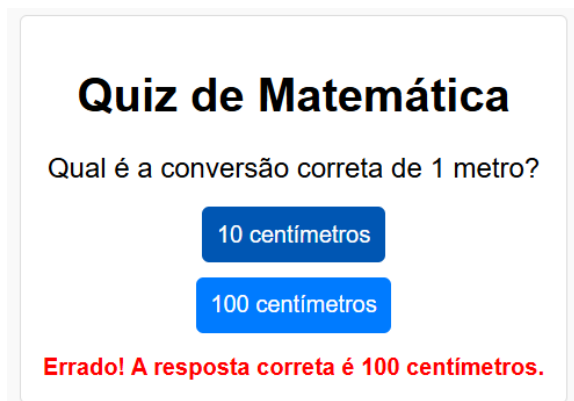 Quiz de Matemática
Qual é a conversão correta de 1 metro?
10 centímetros
100 centímetros
Errado! A resposta correta é 100 centímetros.